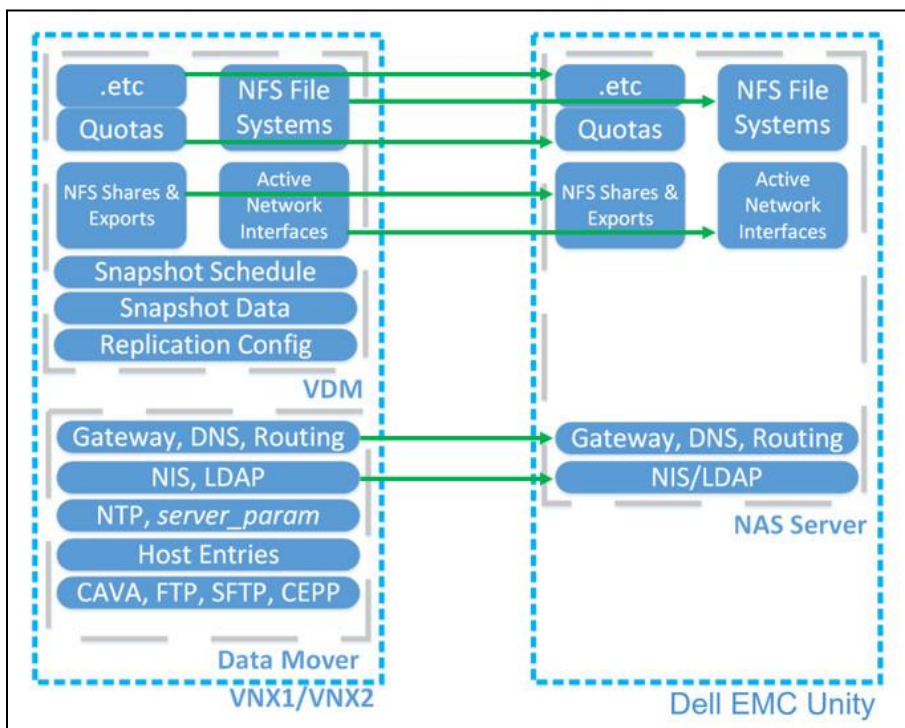 .etc
Quotas
NFS File
Systems
NFS Shares &
Exports
Active
Network
Interfaces
Snapshot Schedule
Snapshot Data
Replication Config
VDM
Gateway, DNS, Routing
NIS, LDAP
NTP, server_param
Host Entries
CAVA, FTP, SFTP, CEPP
Data Mover
VNX1/VNX2
.etc
Quotas
NFS File
Systems
NFS Shares &
Exports
Active
Network
Interfaces
Gateway, DNS, Routing
NIS/LDAP
NAS Server
Dell EMC Unity